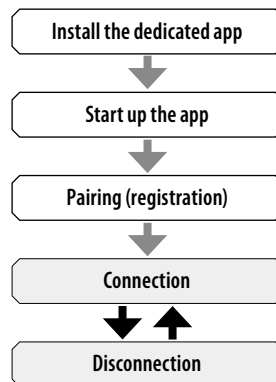 Install the dedicated app
Start up the app
Pairing (registration)
Connection
Disconnection